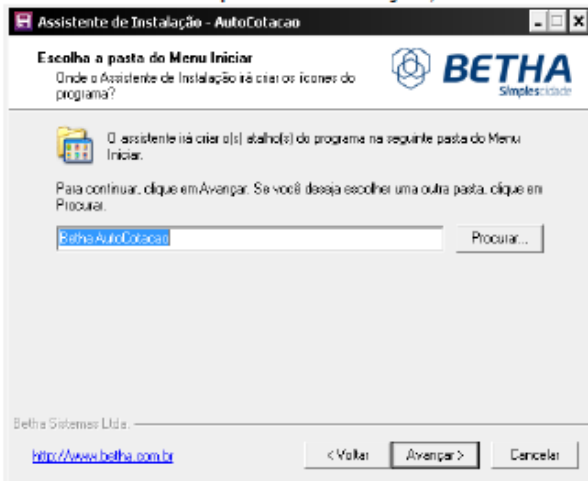 Assistente de Instalação - AutoCotacao
Escolha a pasta do Menu Iniciar
Onde o Assistente de Instalação irá criar os ícones do
programa?
BETHA
Simplescidade
O assistente irá criar o(s) atalho(s) do programa na seguinte pasta do Menu
Iniciar.
Para continuar, clique em Avançar. Se você deseja escolher uma outra pasta, clique em
Procurar.
Betha AutoCotacao
Procurar...
Betha Sistemas Ltda.
http://www.betha.com.br
< Voltar
Avançar >
Cancelar